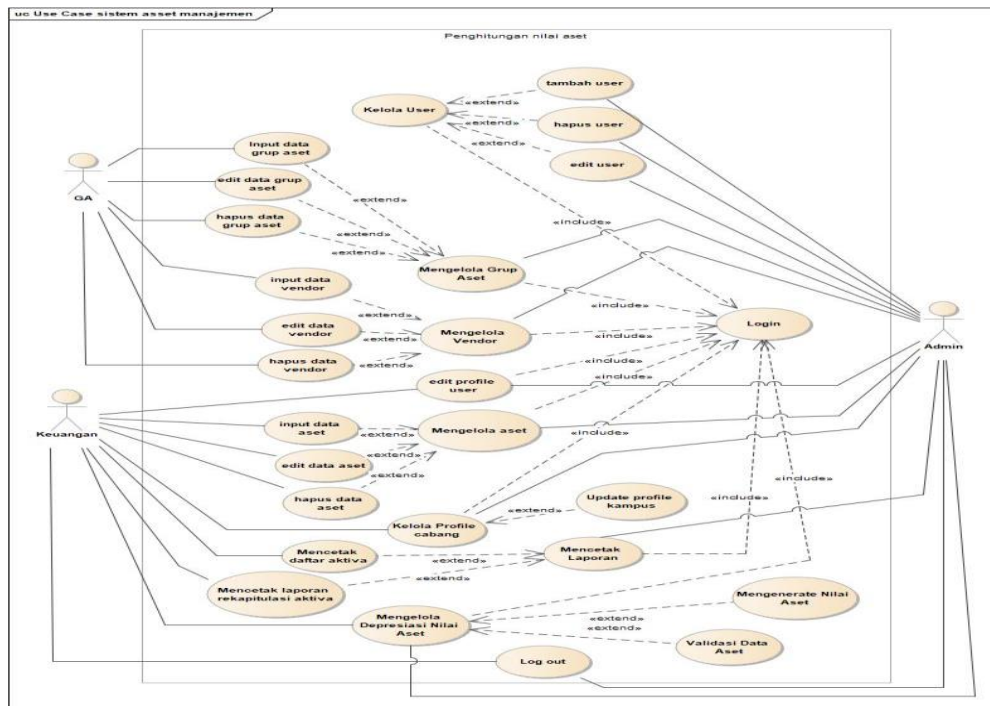 uc Use Case sistem asset manajemen
Penghitungan nilai aset
tambah user
Kelola User
«extend»
hapus user
«extend»
«extend»
edit user
Input data
grup aset
GA
edit data grup
aset
hapus data
grup aset
«extend»
«extend»
«extend»
«include»
Mengelola Grup
Aset
input data
vendor
«extend»
«include»
edit data
vendor
«extend»
Mengelola
Vendor
«include»
Login
Admin
hapus data
vendor
«extend»
«include»
edit profile
user
«include»
Keuangan
input data
aset
«extend»
Mengelola aset
«include»
edit data aset
«extend»
hapus data
aset
«extend»
«include»
«include»
Kelola Profile
cabang
«extend»
Update profile
kampus
Mencetak
daftar aktiva
«extend»
Mencetak
Laporan
Mencetak laporan
rekapitulasi aktiva
«extend»
Mengelola
Depresiasi Nilai
Aset
Mengenerate Nilai
Aset
«extend»
«extend»
Validasi Data
Aset
Log out